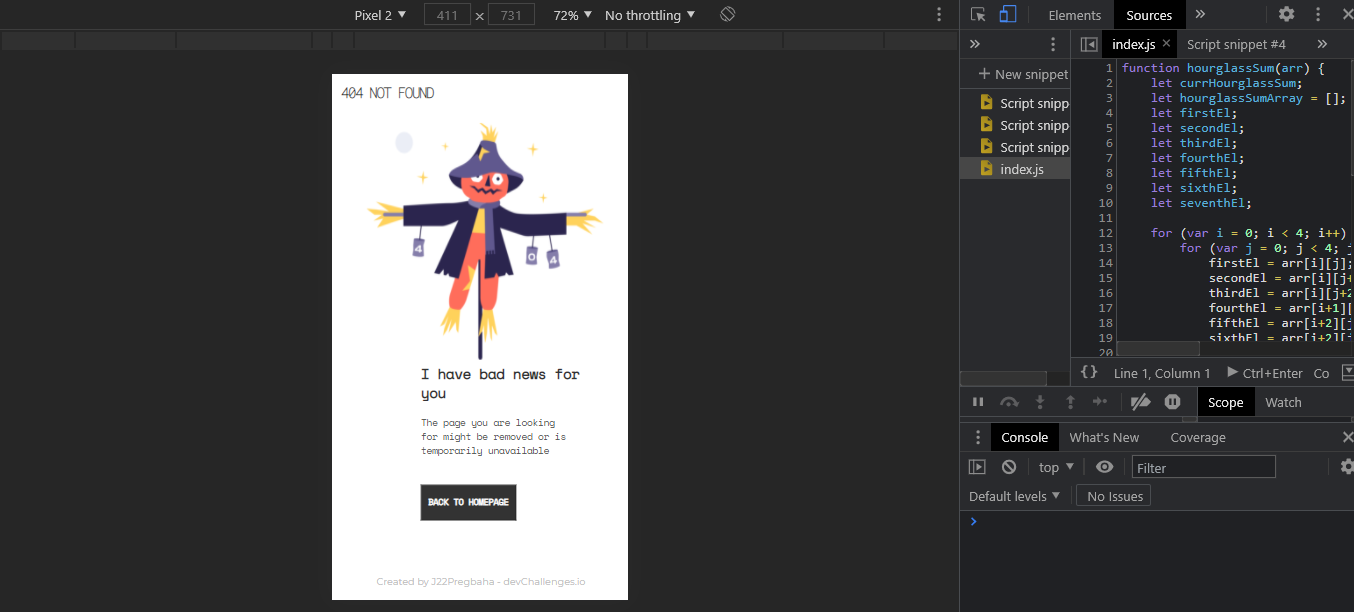 Pixel 2 411 × 731 72% No throttling
Elements Sources
index.js × Script snippet #4
New snippet
Script snipp
Script snipp
Script snipp
index.js
1 function hourglassSum(arr) {
2 let currHourglassSum;
3 let hourglassSumArray = [];
4 let firstEl;
5 let secondEl;
6 let thirdEl;
7 let fourthEl;
8 let fifthEl;
9 let sixthEl;
10 let seventhEl;
11
12 for (var i = 0; i < 4; i++)
13 for (var j = 0; j < 4; j
14 firstEl = arr[i][j];
15 secondEl = arr[i][j+
16 thirdEl = arr[i][j+2
17 fourthEl = arr[i+1][
18 fifthEl = arr[i+2][j
19 sixthEl = arr[i+2][j
20
{} Line 1, Column 1 Ctrl+Enter Co
Scope Watch
Console What's New Coverage
top Filter
Default levels No Issues
404 NOT FOUND
4
0 4
I have bad news for
you
The page you are looking
for might be removed or is
temporarily unavailable
BACK TO HOMEPAGE
Created by J22Pregbaha - devChallenges.io